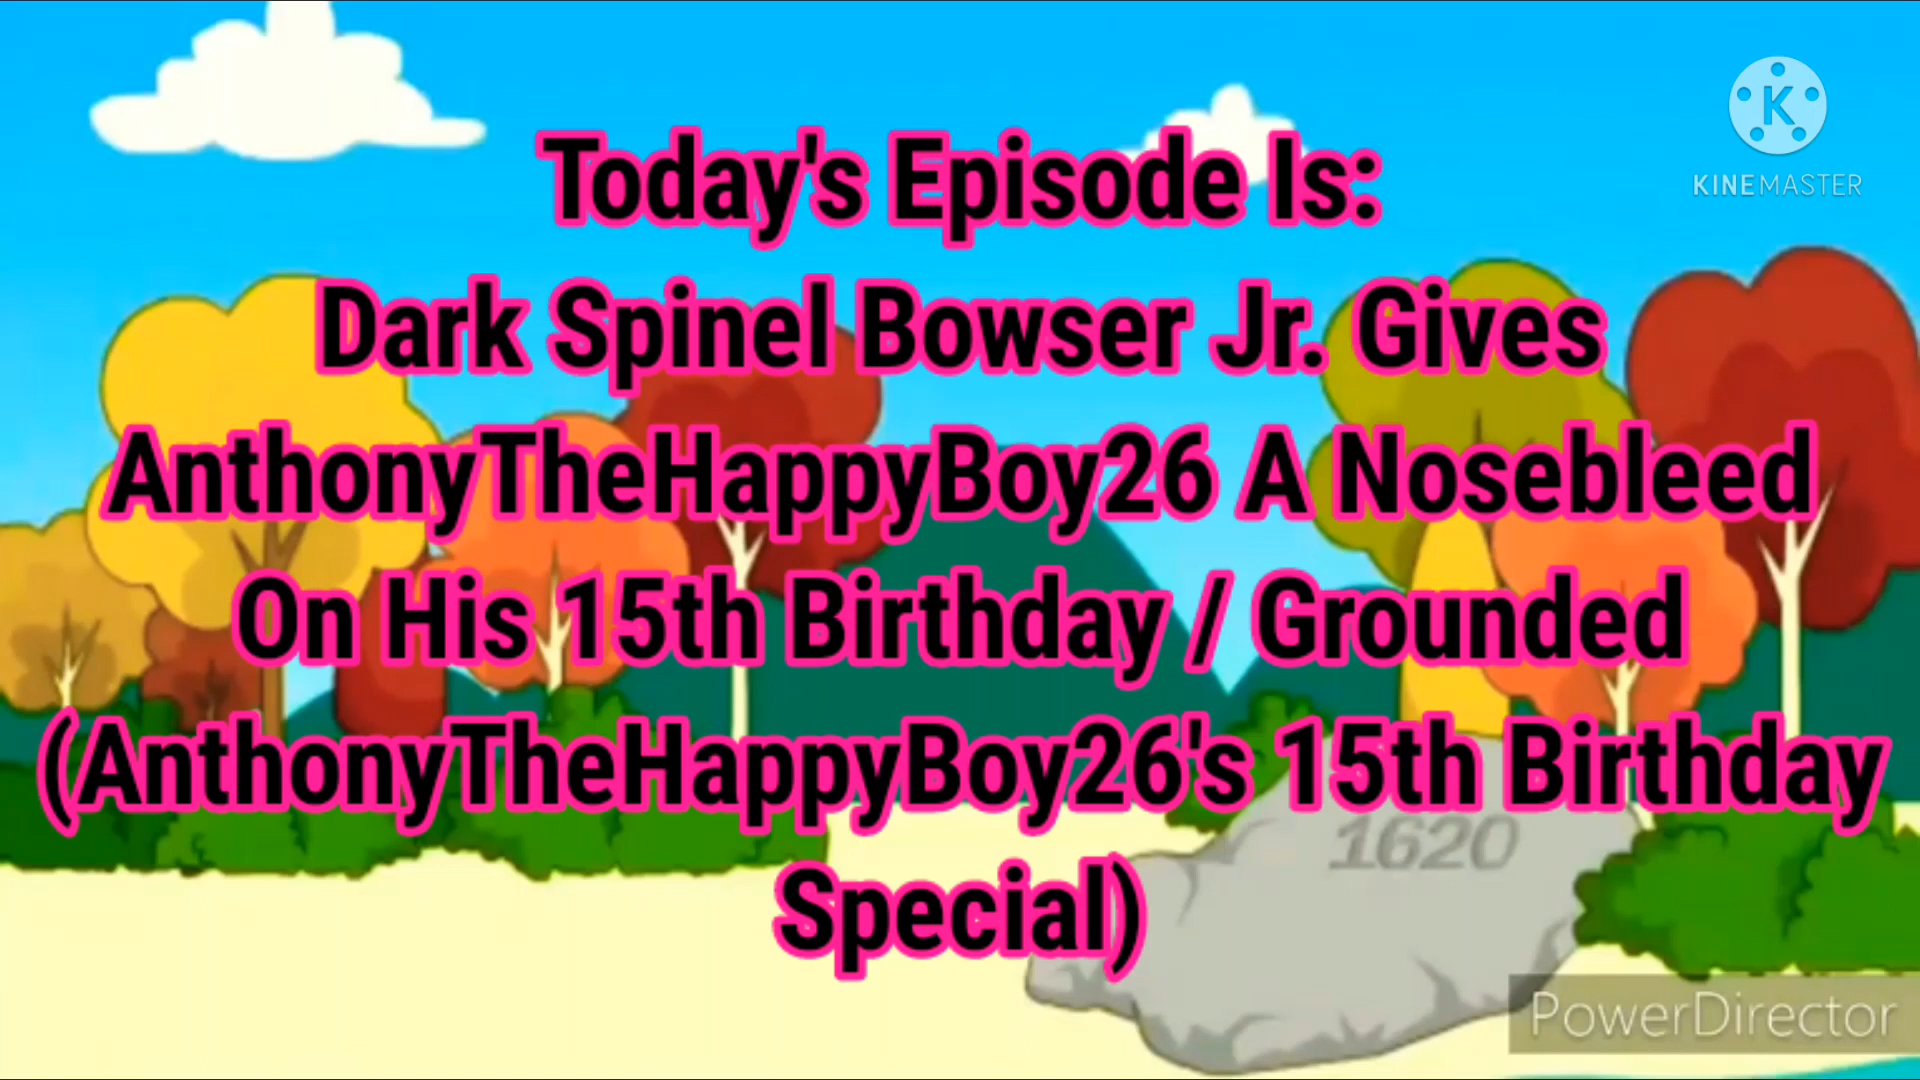 K
KINEMASTER
Today's Episode Is:
Dark Spinel Bowser Jr. Gives
AnthonyTheHappyBoy26 A Nosebleed
On His 15th Birthday / Grounded
(AnthonyTheHappyBoy26's 15th Birthday
Special)
1620
PowerDirector